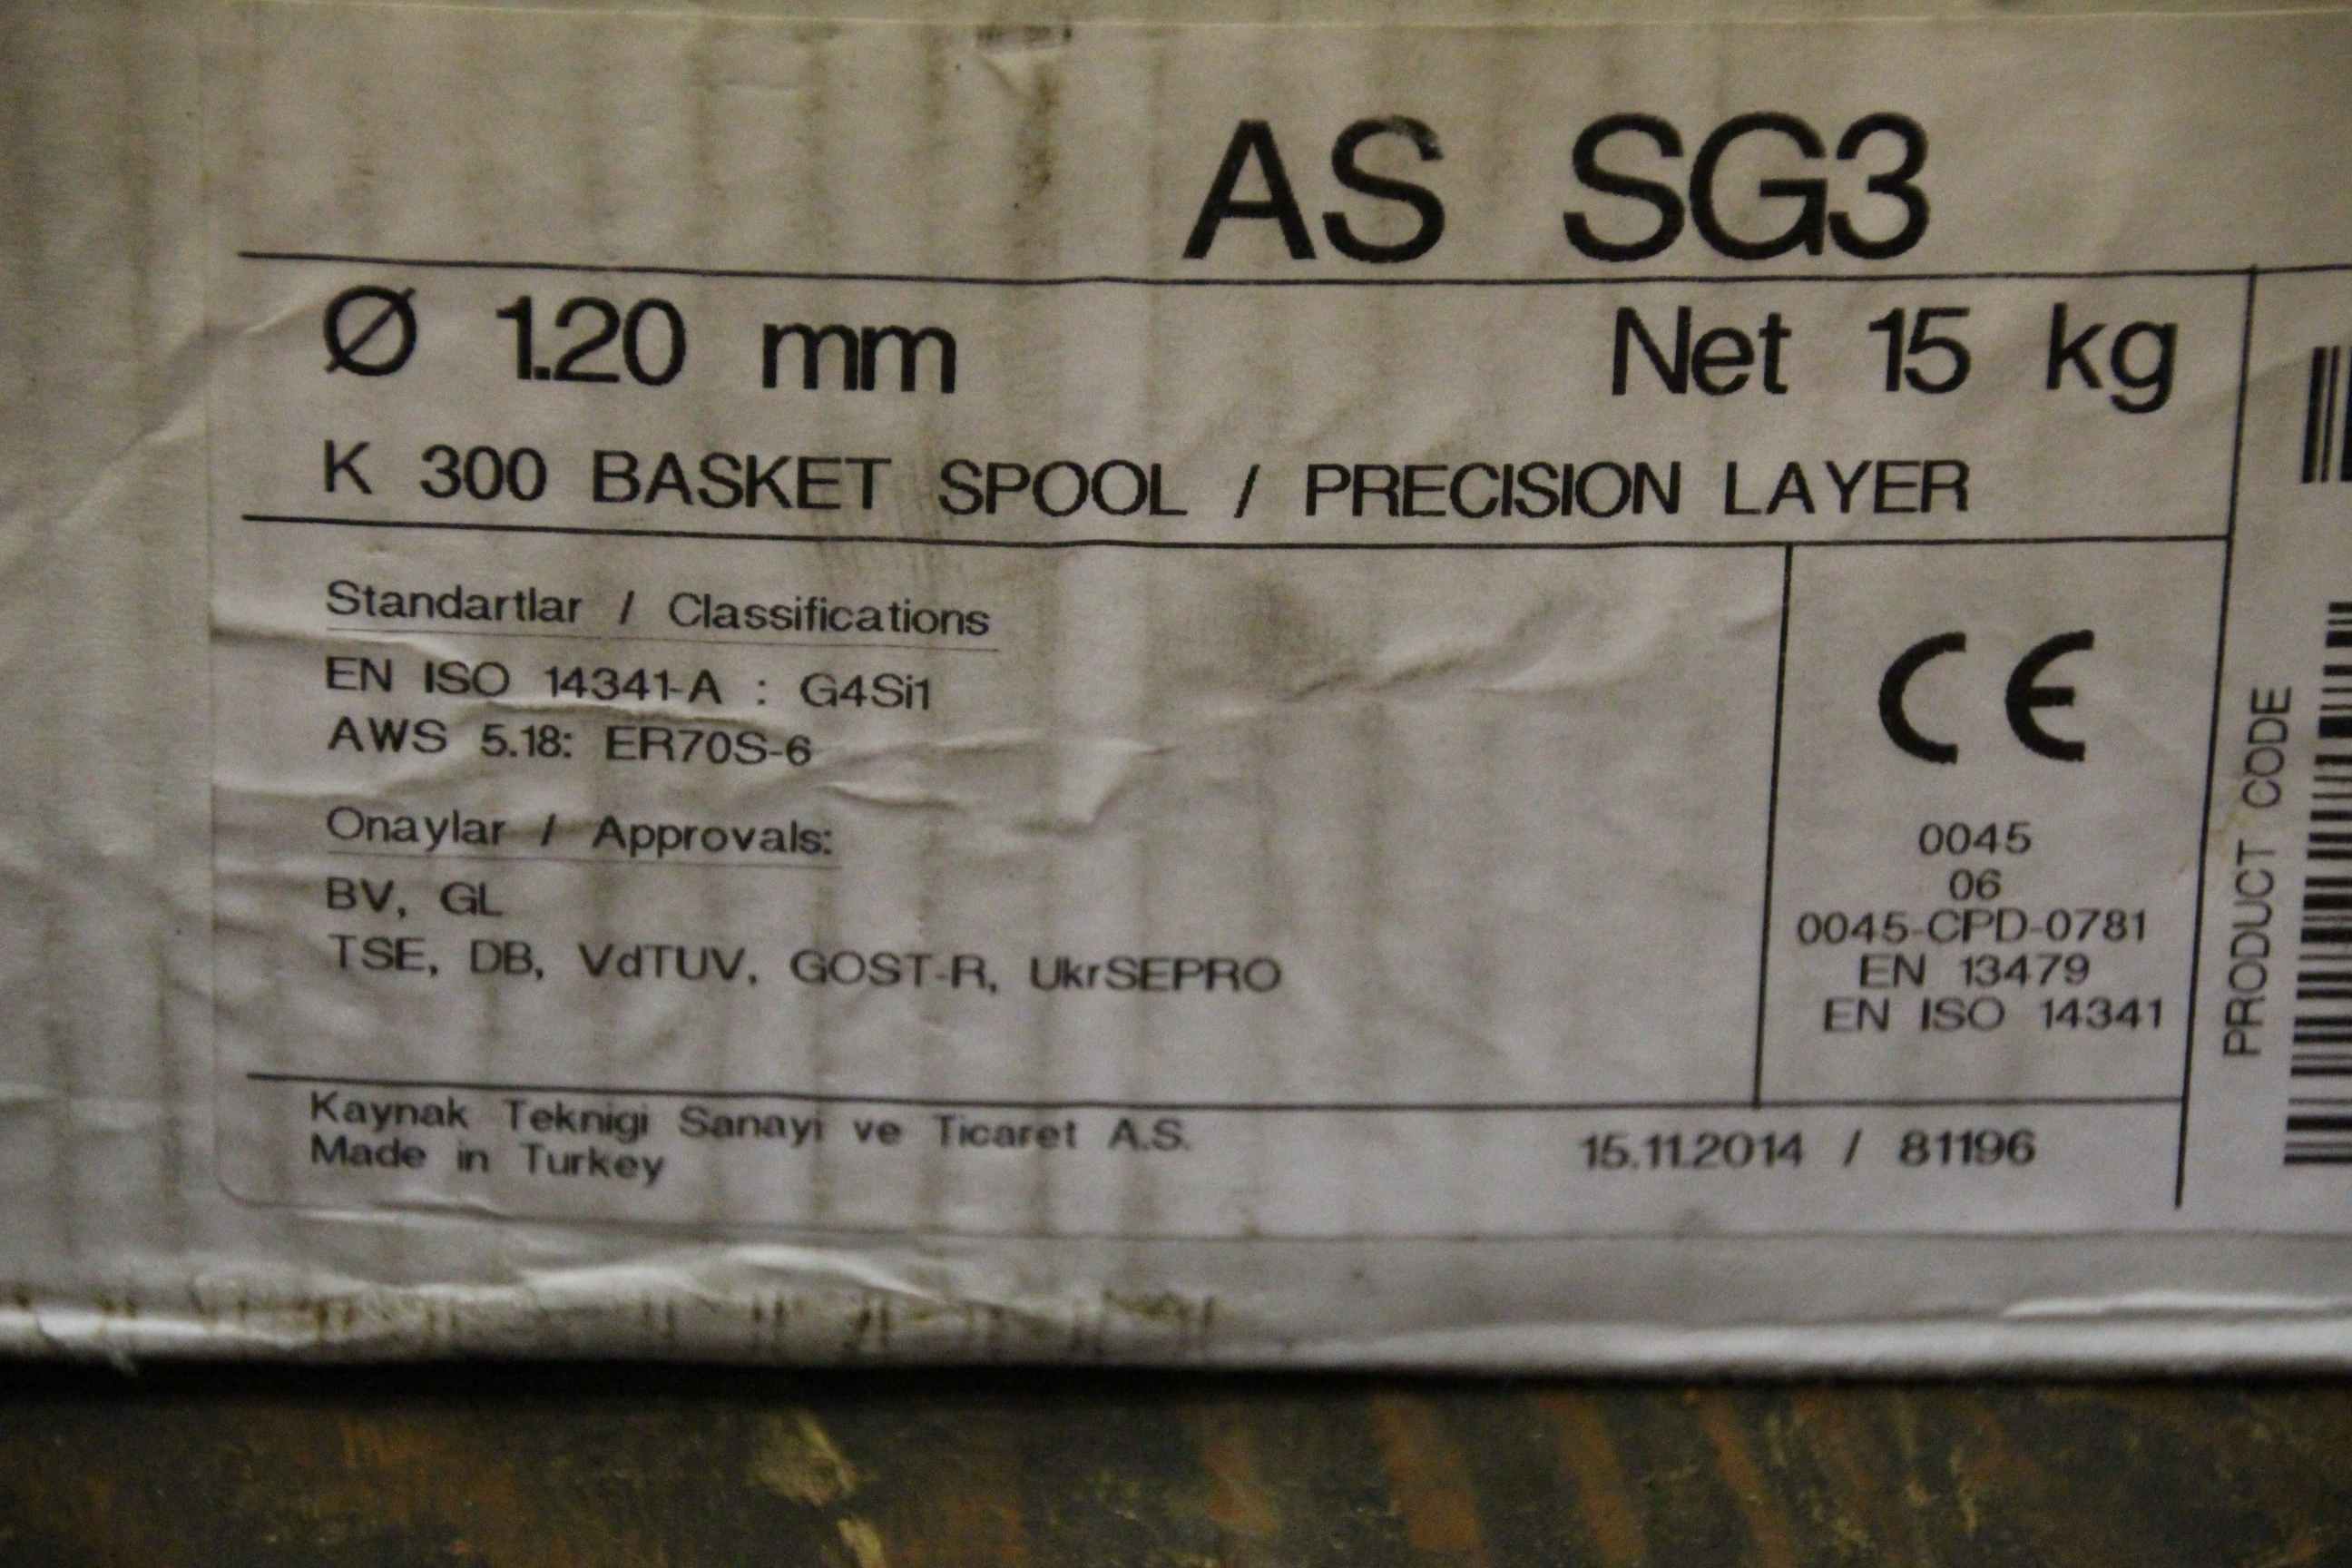 AS SG3
Ø 1.20 mm Net 15 kg
K 300 BASKET SPOOL / PRECISION LAYER
Standartlar / Classifications
EN ISO 14341-A : G4Si1
AWS 5.18: ER70S-6
Onaylar / Approvals:
BV, GL
TSE, DB, VdTUV, GOST-R, UkrSEPRO
CE
0045
06
0045-CPD-0781
EN 13479
EN ISO 14341
PRODUCT CODE
Kaynak Teknigi Sanayi ve Ticaret A.S.
Made in Turkey
15.11.2014 / 81196